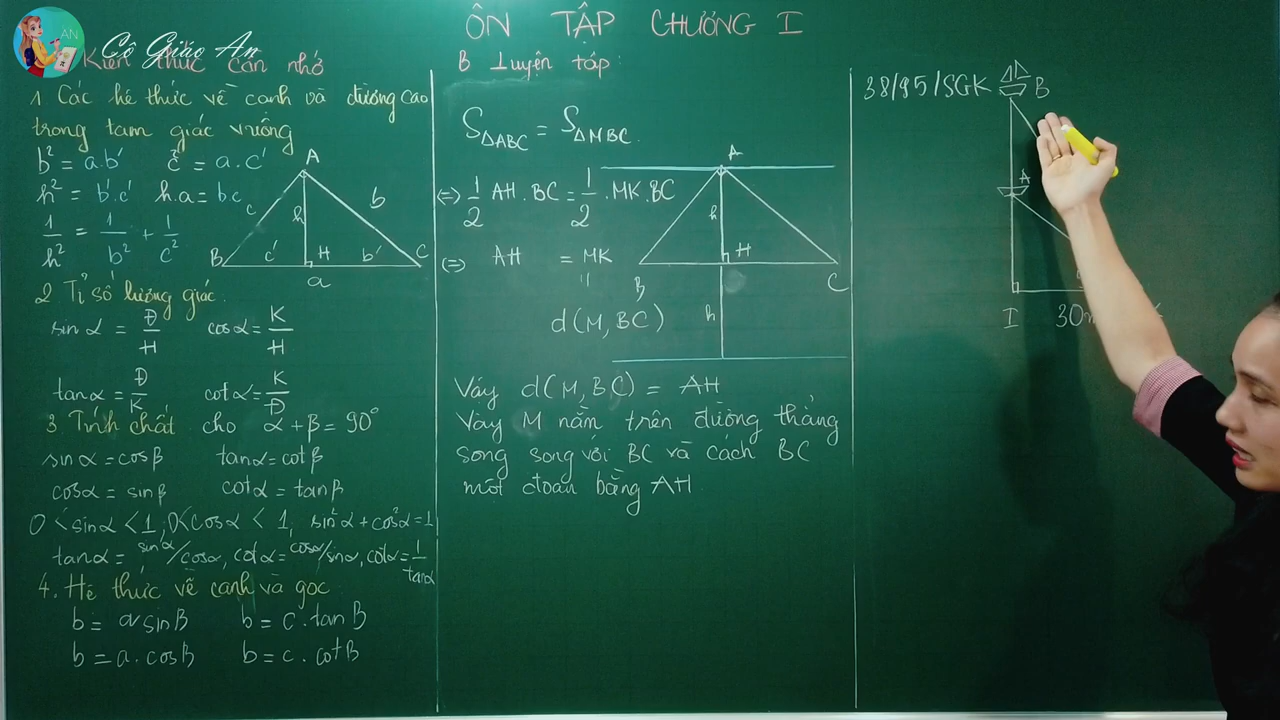 ÔN TẬP CHƯƠNG I
AN
Cô Giáo An
Kiến thức cần nhớ
1 Các hệ thức về cạnh và đường cao
trong tam giác vuông
b² = a.b' c² = a.c'
h² = b'.c' h.a = b.c
1/h² = 1/b² + 1/c²
A
c h b
B c' H b' C
a
2 Tỉ số lượng giác.
sin α = Đ/H cos α = K/H
tan α = Đ/K cot α = K/Đ
3 Tính chất cho α + β = 90°
sin α = cos β tan α = cot β
cos α = sin β cot α = tan β
0 < sin α < 1, 0 < cos α < 1, sin²α + cos²α = 1
tan α = sin α/cos α, cot α = cos α/sin α, cot α = 1/tan α
4. Hệ thức về cạnh và góc
b = a sin B b = c . tan B
b = a . cos B b = c . cot B
B Luyện tập:
S△ABC = S△MBC.
<=> 1/2 AH . BC = 1/2 . MK . BC
<=> AH = MK
"
d(M, BC)
A
h
H
B C
h
Vậy d(M, BC) = AH
Vậy M nằm trên đường thẳng
song song với BC và cách BC
một đoạn bằng AH
38/95/SGK
B
A
I 30